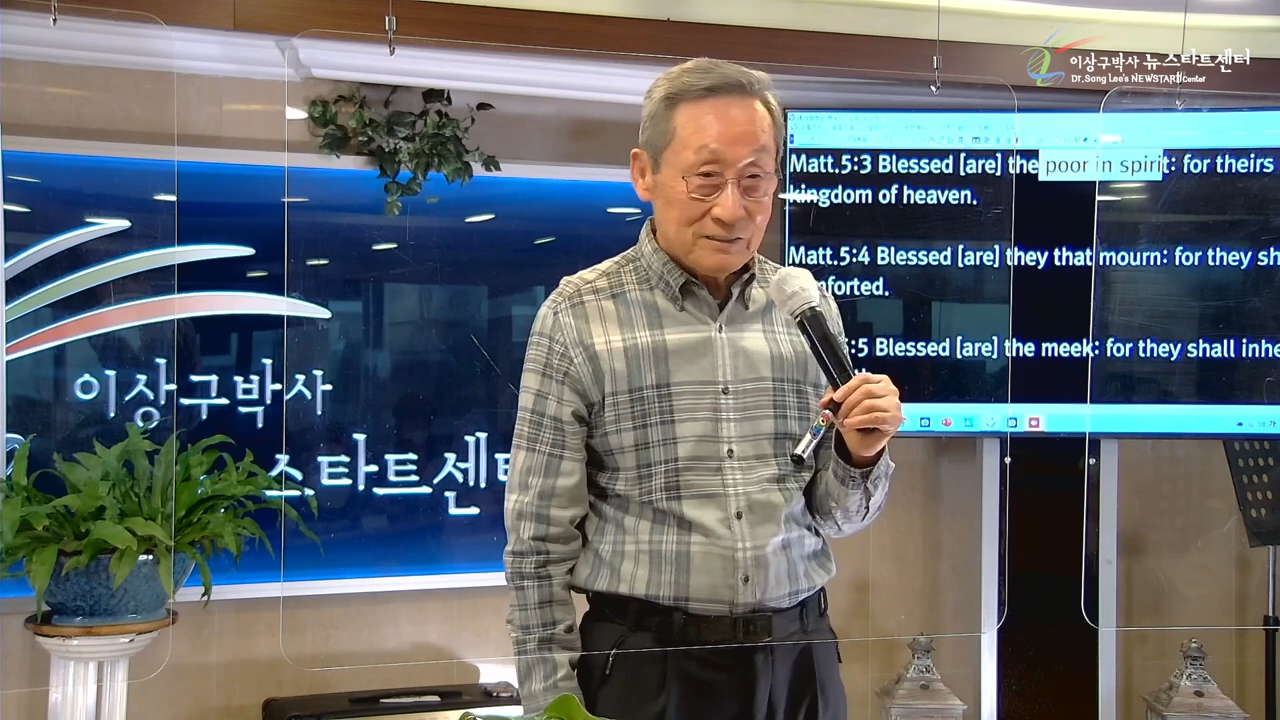 이상구박사 뉴스타트센터
Dr. Sang Lee's NEWSTART Center
Matt.5:3 Blessed [are] the poor in spirit: for theirs
kingdom of heaven.
Matt.5:4 Blessed [are] they that mourn: for they sh
mforted.
:5 Blessed [are] the meek: for they shall inhe
이상구박사
스타트센터